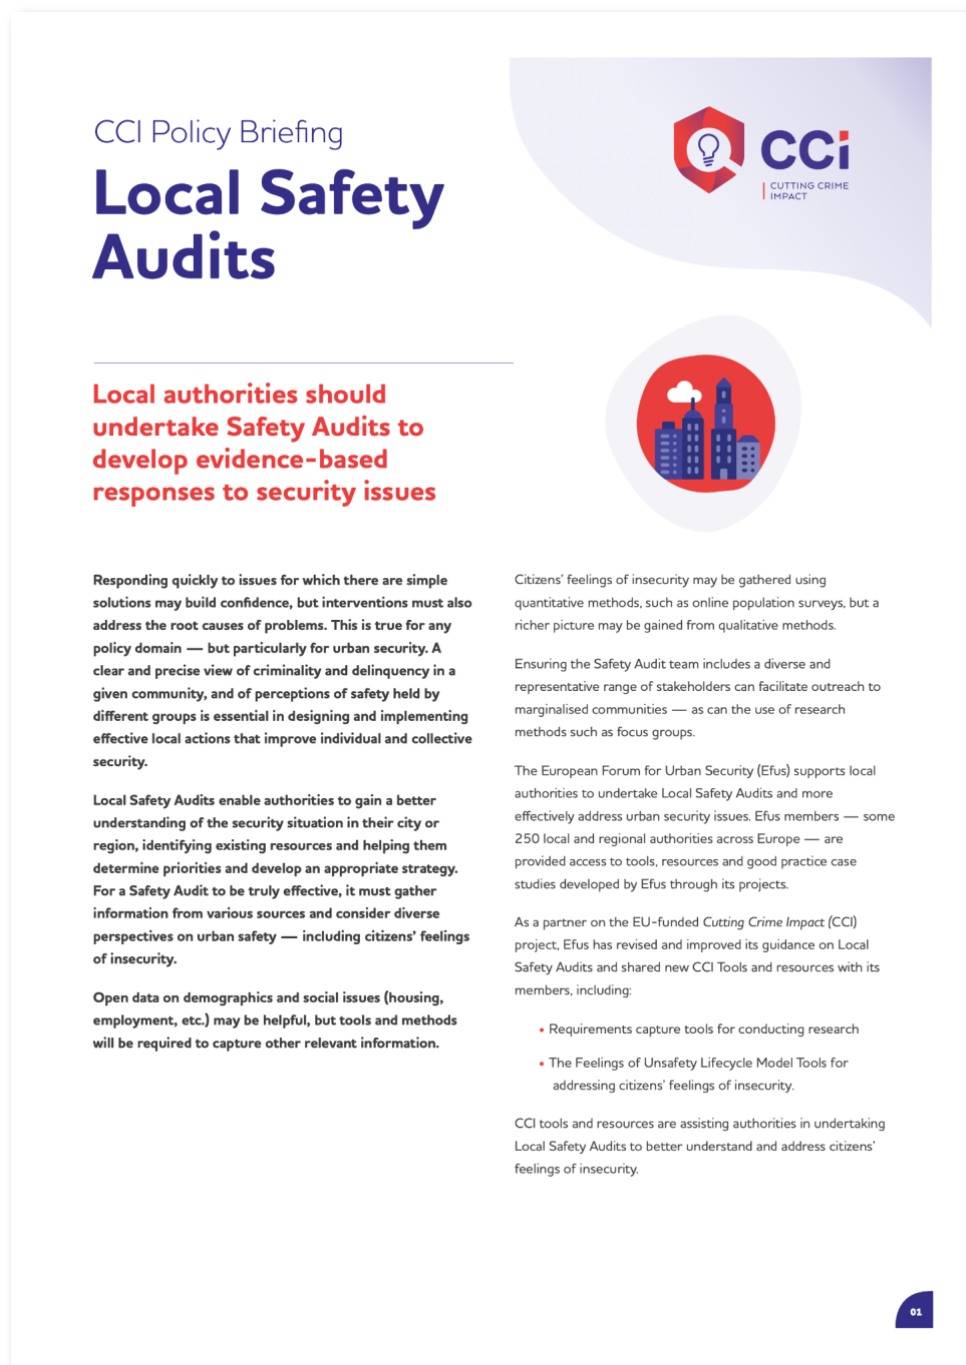 CCI Policy Briefing
Local Safety
Audits
CCi
CUTTING CRIME
IMPACT
Local authorities should
undertake Safety Audits to
develop evidence-based
responses to security issues
Responding quickly to issues for which there are simple
solutions may build confidence, but interventions must also
address the root causes of problems. This is true for any
policy domain — but particularly for urban security. A
clear and precise view of criminality and delinquency in a
given community, and of perceptions of safety held by
different groups is essential in designing and implementing
effective local actions that improve individual and collective
security.
Local Safety Audits enable authorities to gain a better
understanding of the security situation in their city or
region, identifying existing resources and helping them
determine priorities and develop an appropriate strategy.
For a Safety Audit to be truly effective, it must gather
information from various sources and consider diverse
perspectives on urban safety — including citizens' feelings
of insecurity.
Open data on demographics and social issues (housing,
employment, etc.) may be helpful, but tools and methods
will be required to capture other relevant information.
Citizens' feelings of insecurity may be gathered using
quantitative methods, such as online population surveys, but a
richer picture may be gained from qualitative methods.
Ensuring the Safety Audit team includes a diverse and
representative range of stakeholders can facilitate outreach to
marginalised communities — as can the use of research
methods such as focus groups.
The European Forum for Urban Security (Efus) supports local
authorities to undertake Local Safety Audits and more
effectively address urban security issues. Efus members — some
250 local and regional authorities across Europe — are
provided access to tools, resources and good practice case
studies developed by Efus through its projects.
As a partner on the EU-funded Cutting Crime Impact (CCI)
project, Efus has revised and improved its guidance on Local
Safety Audits and shared new CCI Tools and resources with its
members, including:
• Requirements capture tools for conducting research
• The Feelings of Unsafety Lifecycle Model Tools for
addressing citizens' feelings of insecurity.
CCI tools and resources are assisting authorities in undertaking
Local Safety Audits to better understand and address citizens'
feelings of insecurity.
01